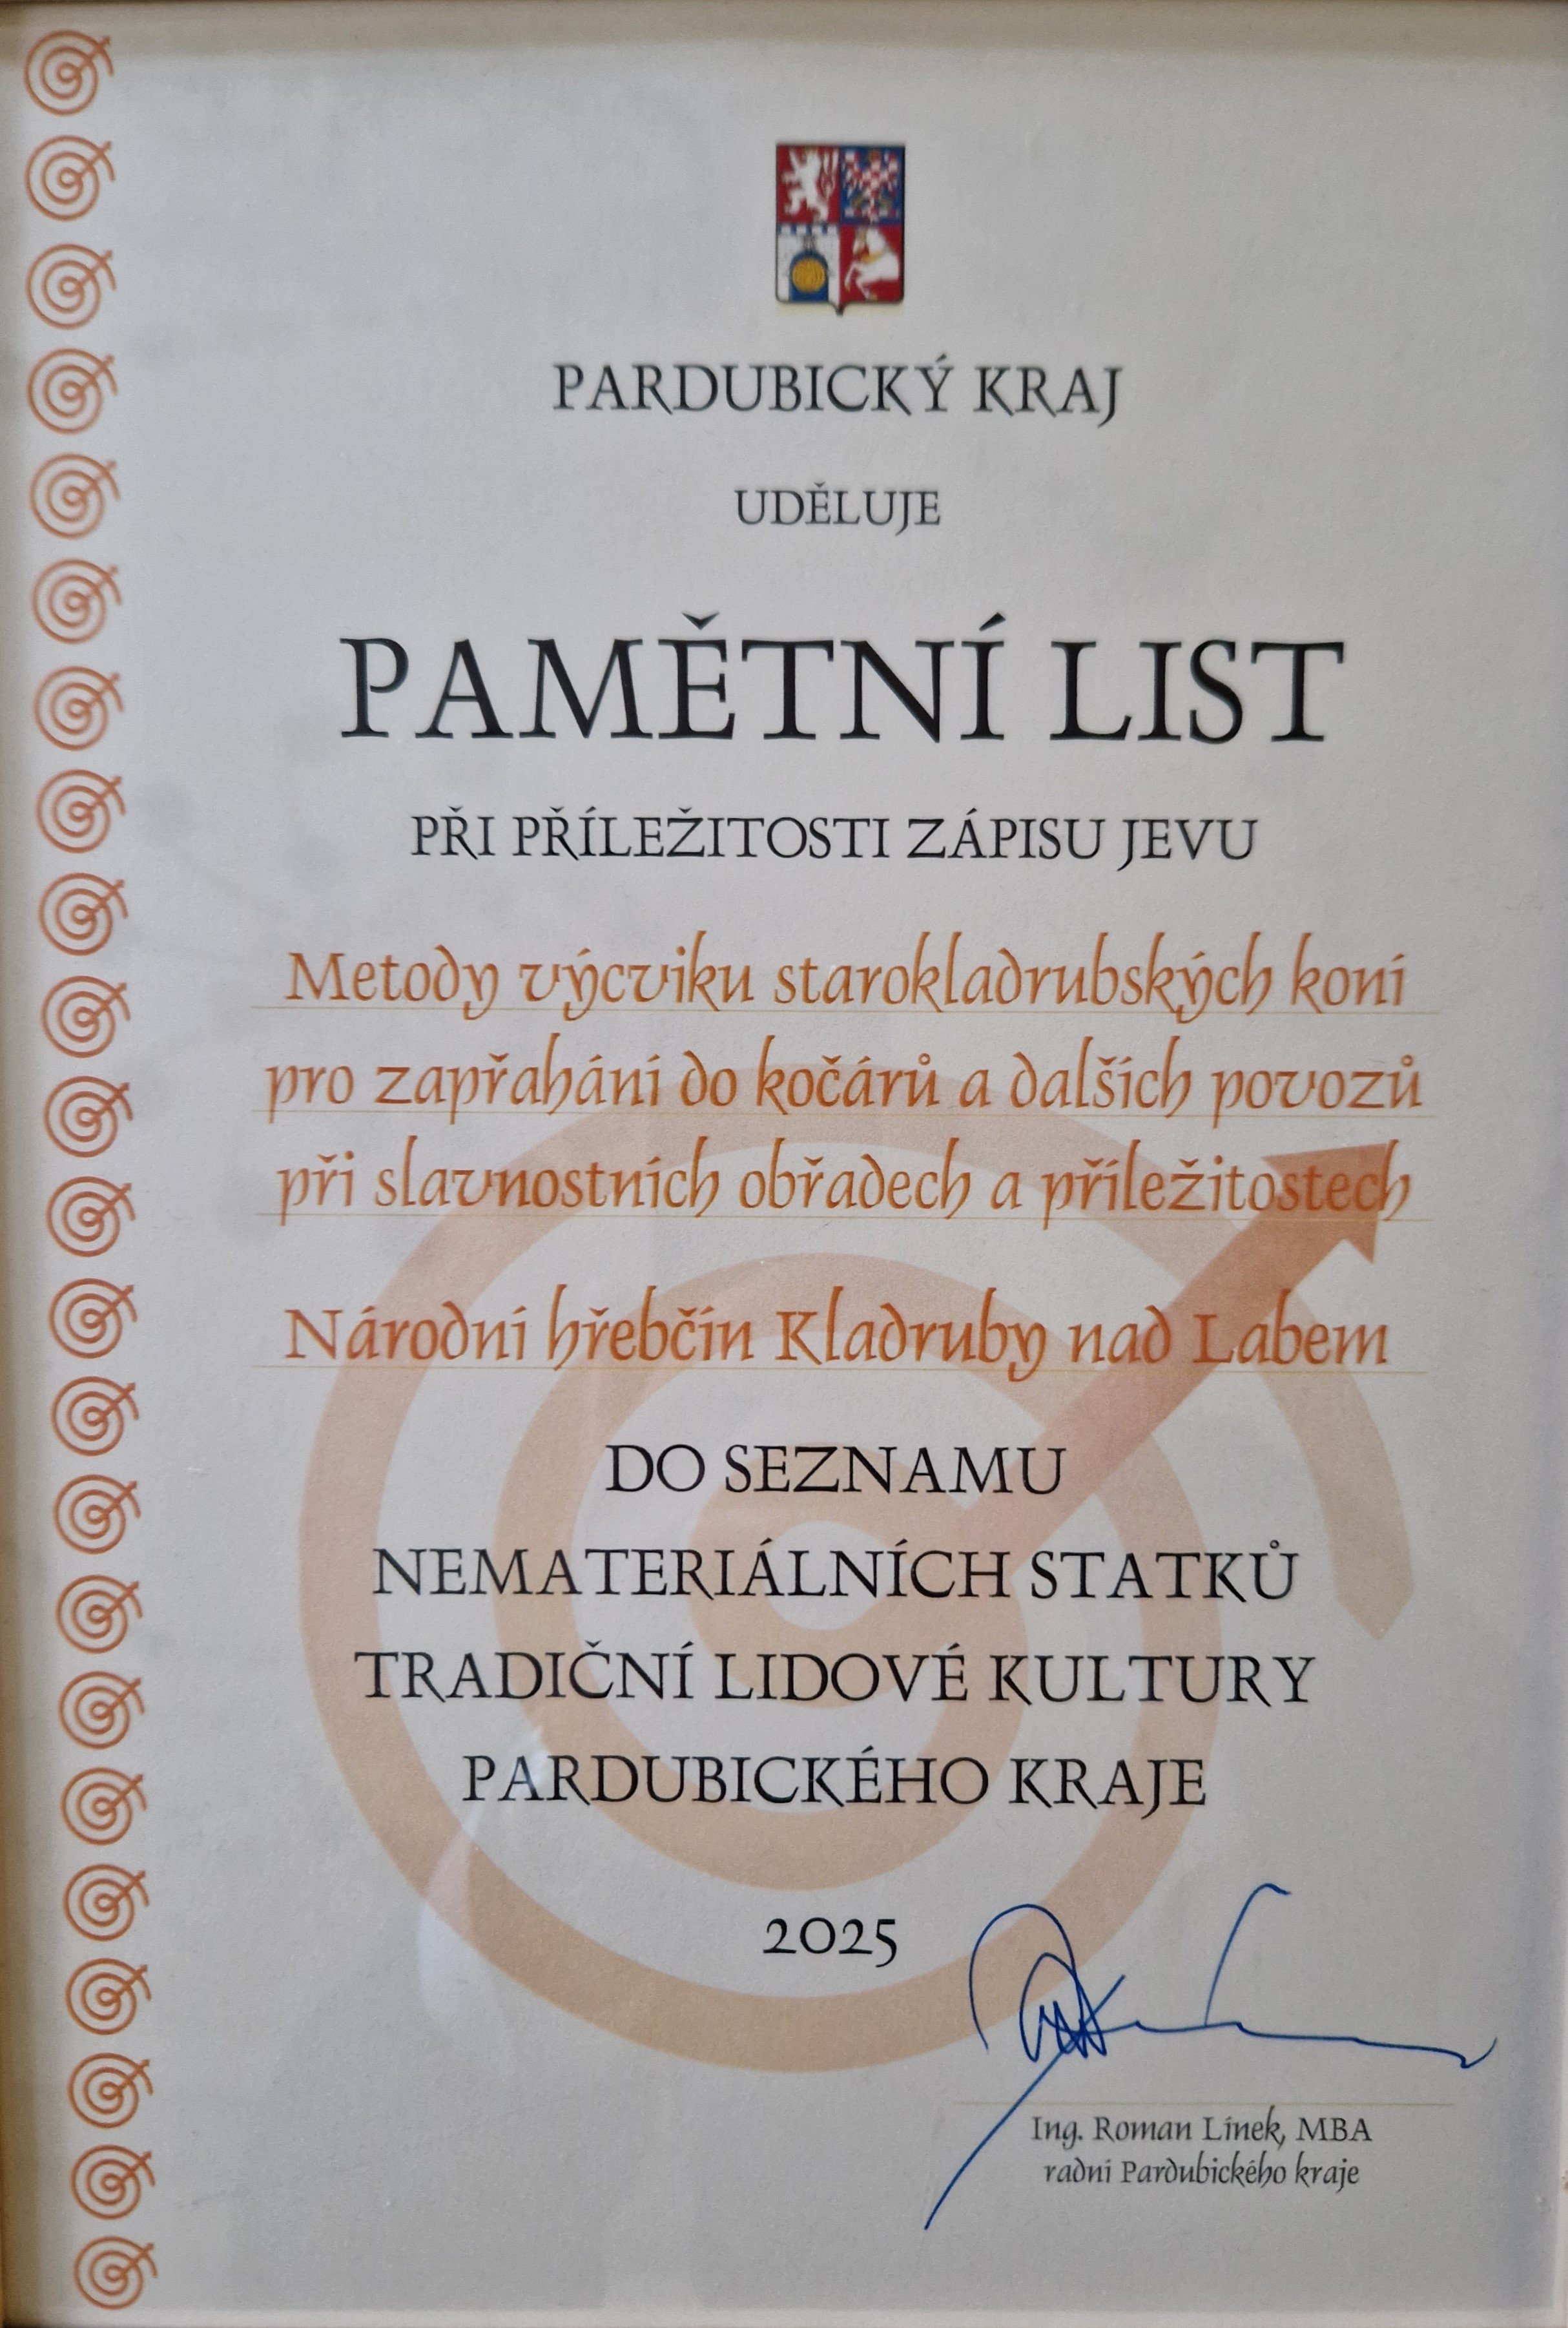 PARDUBICKÝ KRAJ
UDĚLUJE
PAMĚTNÍ LIST
PŘI PŘÍLEŽITOSTI ZÁPISU JEVU
Metody výcviku starokladrubských koní
pro zapřahání do kočárů a dalších povozů
při slavnostních obřadech a příležitostech
Národní hřebčín Kladruby nad Labem
DO SEZNAMU
NEMATERIÁLNÍCH STATKŮ
TRADIČNÍ LIDOVÉ KULTURY
PARDUBICKÉHO KRAJE
2025
Ing. Roman Línek, MBA
radní Pardubického kraje